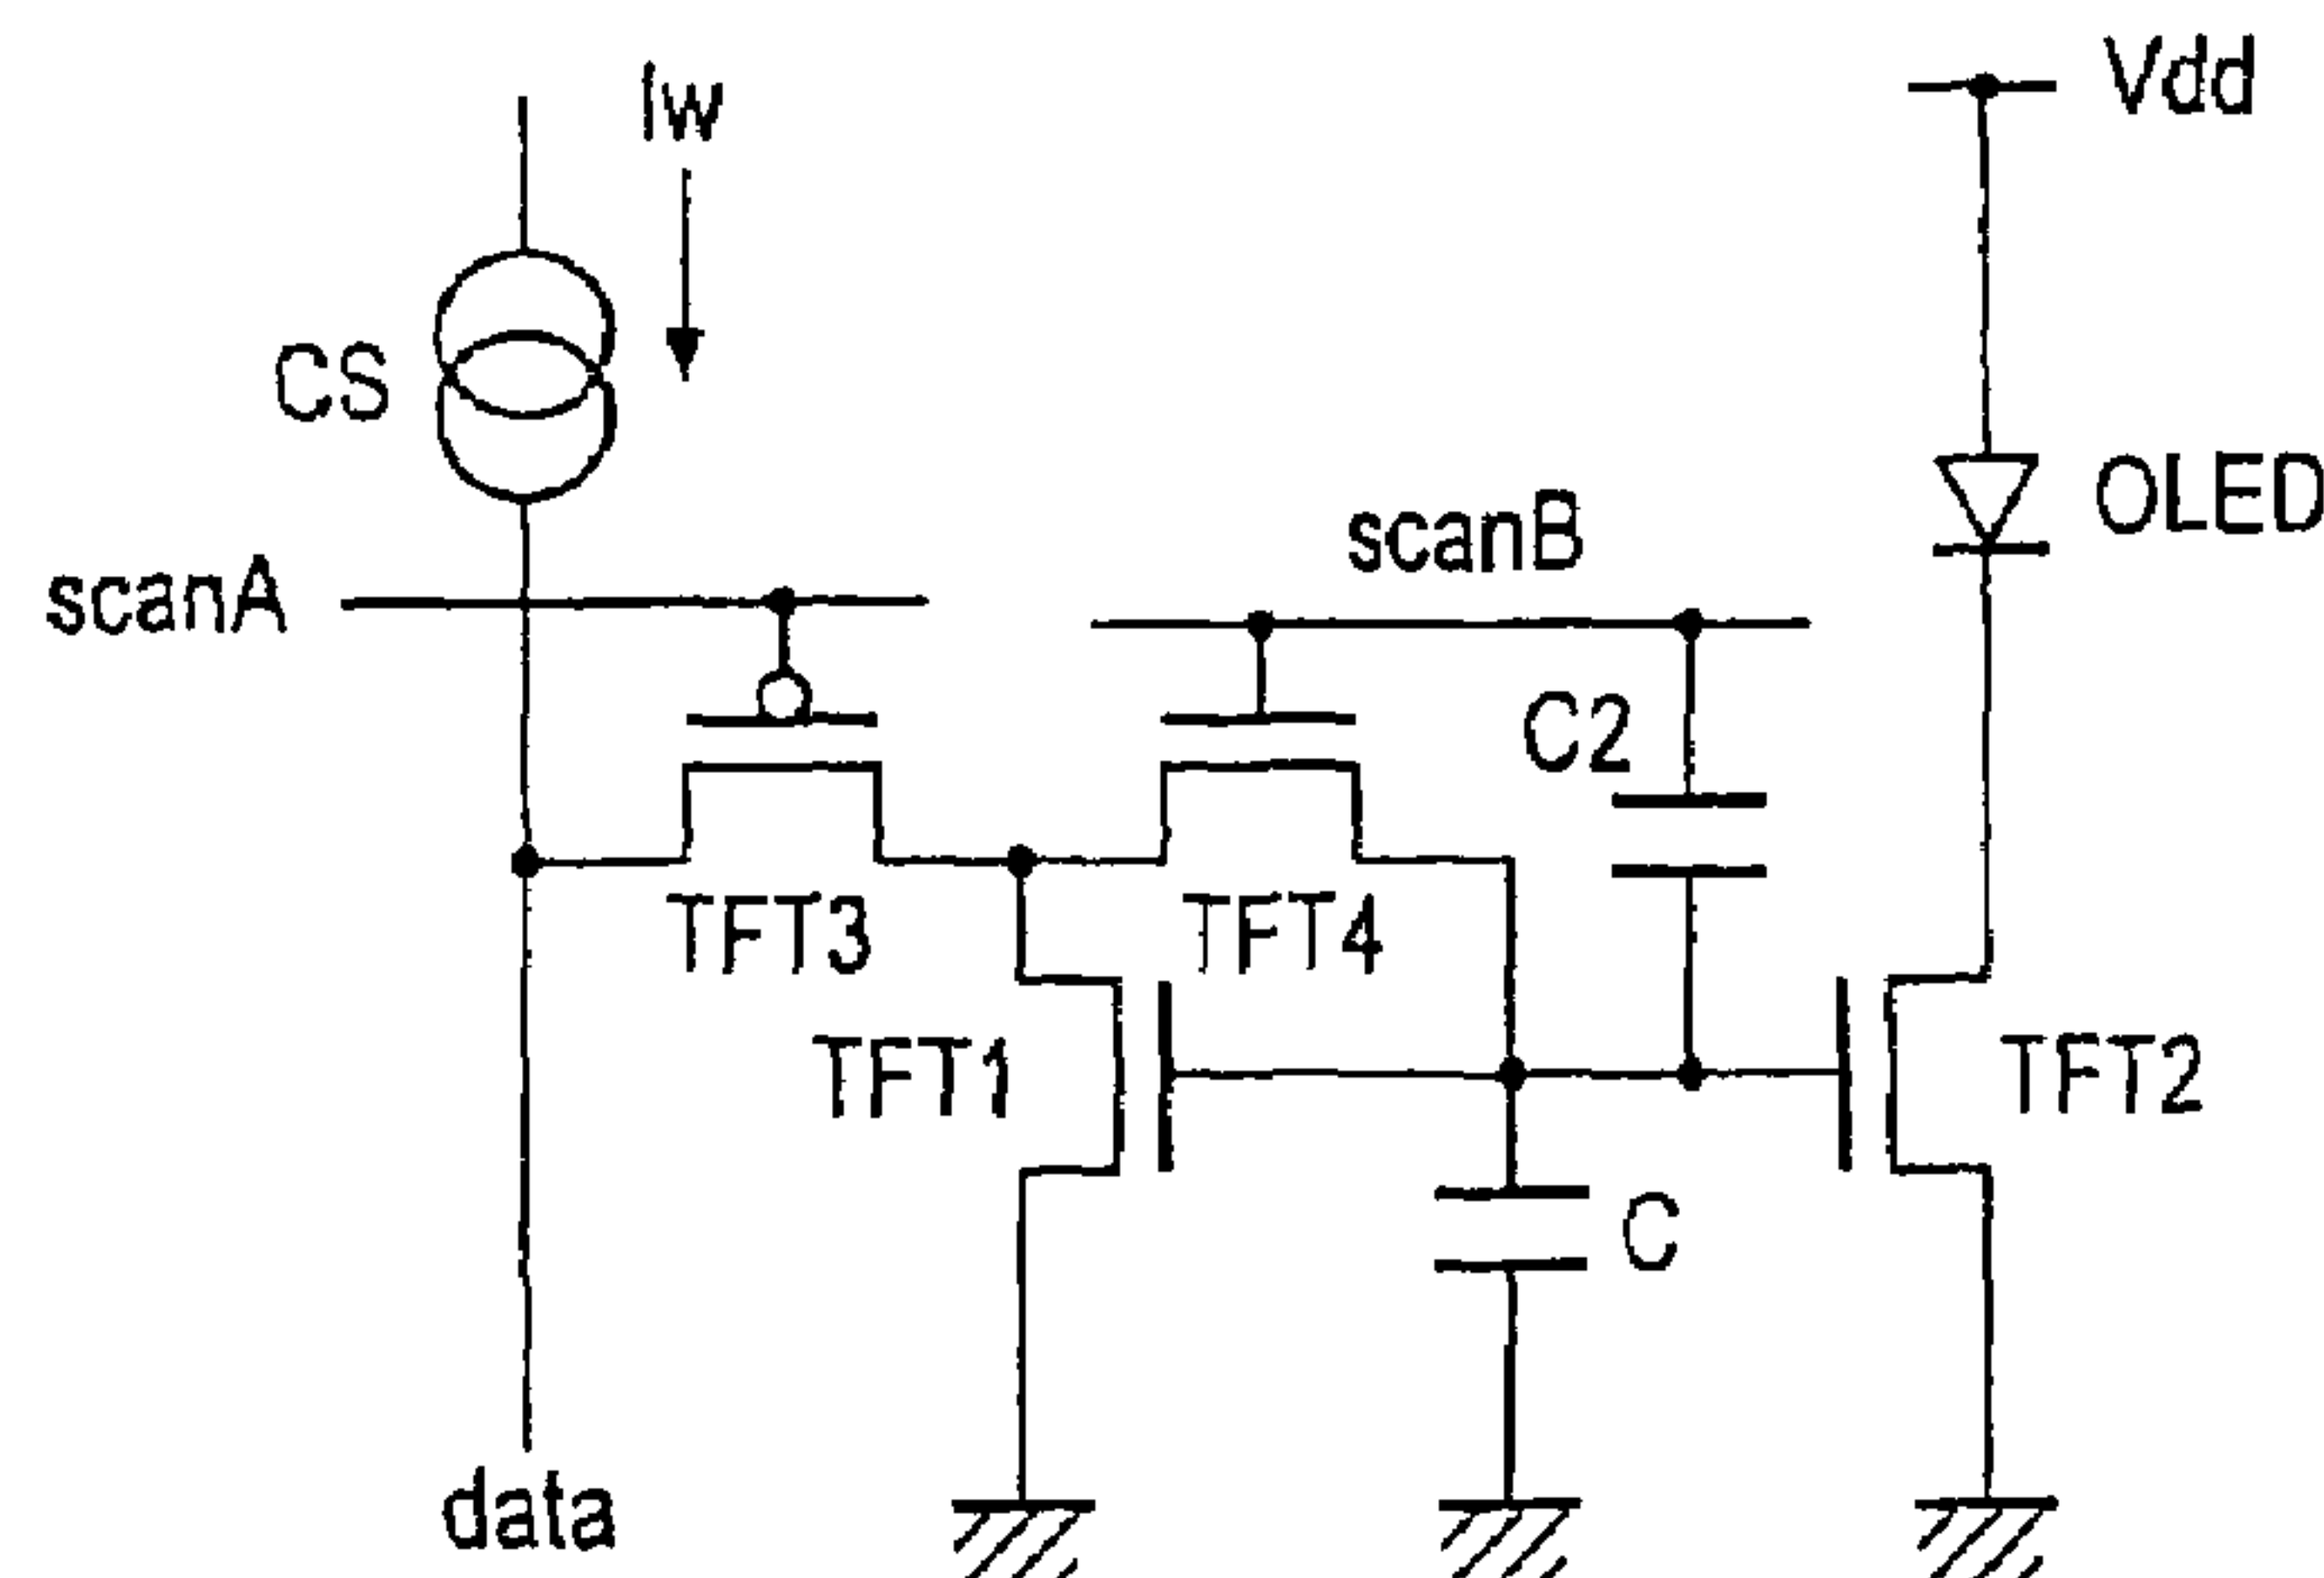 Iw
Vdd
CS
OLED
scanB
scanA
C2
TFT3
TFT4
TFT1
TFT2
C
data